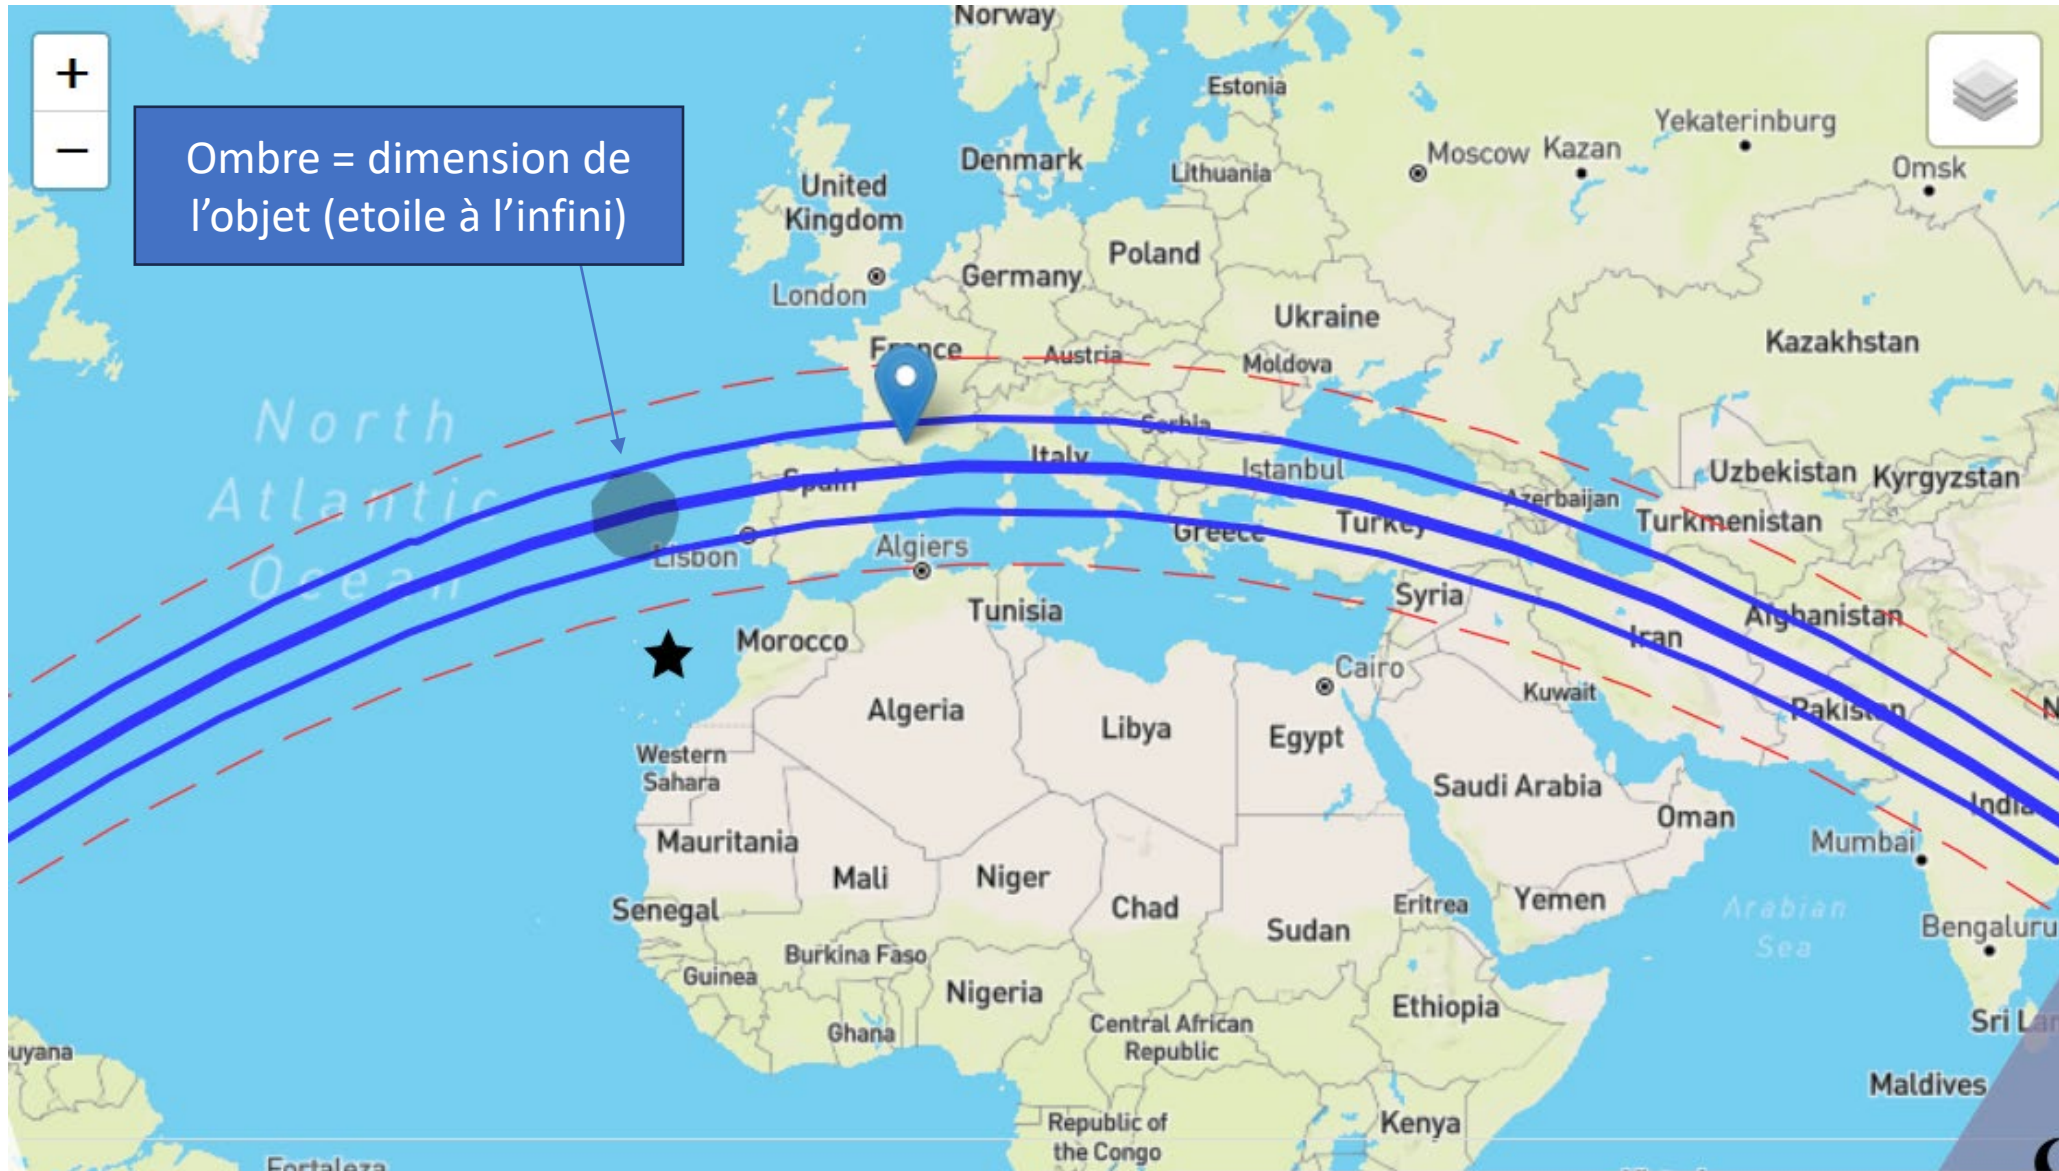 +
−
Ombre = dimension de
l’objet (etoile à l’infini)
Norway
Estonia
Yekaterinburg
Denmark
Moscow
Kazan
Omsk
Lithuania
United
Kingdom
Poland
Germany
London
Ukraine
France
Austria
Moldova
Kazakhstan
North
Atlantic
Ocean
Serbia
Italy
Istanbul
Spain
Uzbekistan
Kyrgyzstan
Azerbaijan
Turkmenistan
Turkey
Greece
Lisbon
Algiers
Syria
Tunisia
Afghanistan
Morocco
Iran
Cairo
Kuwait
Algeria
Libya
Egypt
Pakistan
N
Western
Sahara
Saudi Arabia
India
Oman
Mauritania
Mumbai
Mali
Niger
Chad
Yemen
Eritrea
Senegal
Sudan
Arabian
Sea
Bengaluru
Burkina Faso
Guinea
Nigeria
Ethiopia
Central African
Republic
Ghana
Sri Lan
uyana
Maldives
Republic of
the Congo
Kenya
Fortaleza